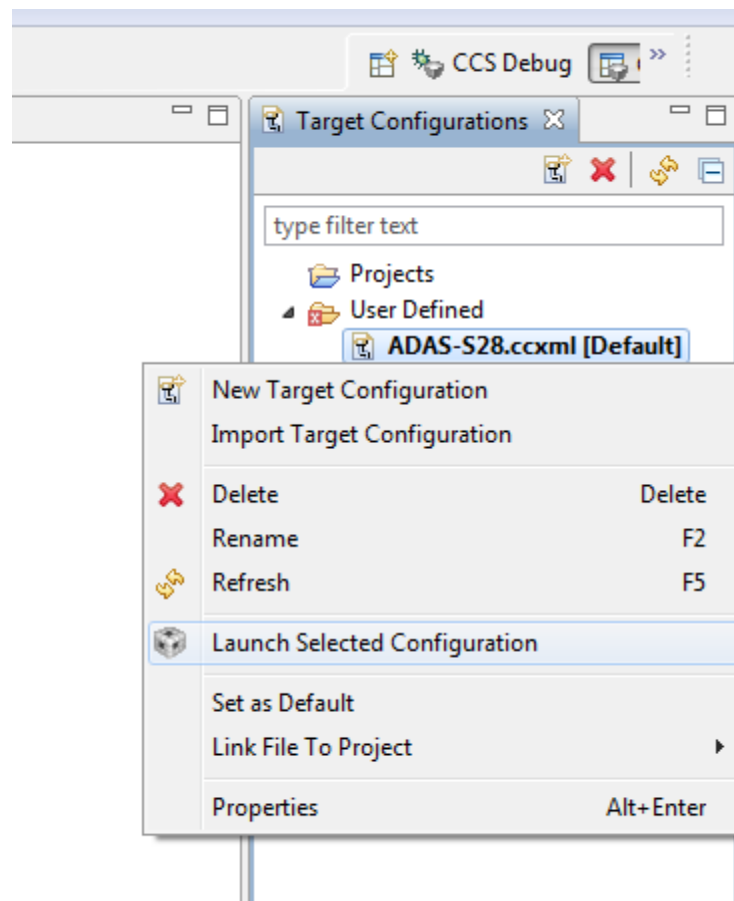 CCS Debug
Target Configurations
type filter text
Projects
User Defined
ADAS-S28.ccxml [Default]
New Target Configuration
Import Target Configuration
Delete Delete
Rename F2
Refresh F5
Launch Selected Configuration
Set as Default
Link File To Project
Properties Alt+Enter